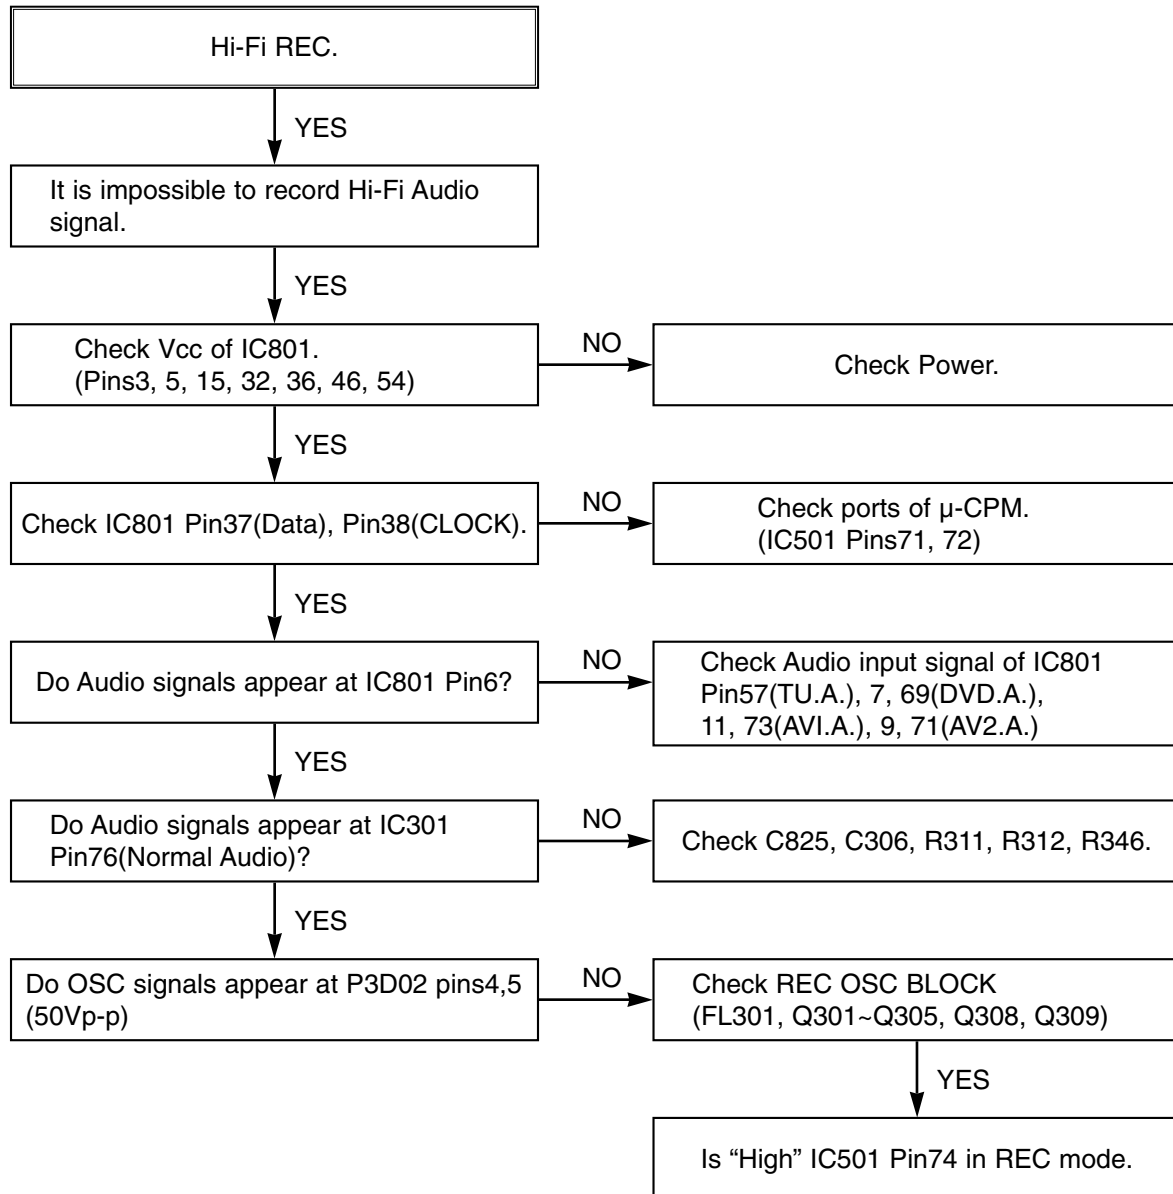 Hi-Fi REC.
YES
It is impossible to record Hi-Fi Audio
signal.
YES
Check Vcc of IC801.
(Pins3, 5, 15, 32, 36, 46, 54)
NO
Check Power.
YES
Check IC801 Pin37(Data), Pin38(CLOCK).
NO
Check ports of µ-CPM.
(IC501 Pins71, 72)
YES
Do Audio signals appear at IC801 Pin6?
NO
Check Audio input signal of IC801
Pin57(TU.A.), 7, 69(DVD.A.),
11, 73(AVI.A.), 9, 71(AV2.A.)
YES
Do Audio signals appear at IC301
Pin76(Normal Audio)?
NO
Check C825, C306, R311, R312, R346.
YES
Do OSC signals appear at P3D02 pins4,5
(50Vp-p)
NO
Check REC OSC BLOCK
(FL301, Q301~Q305, Q308, Q309)
YES
Is “High” IC501 Pin74 in REC mode.